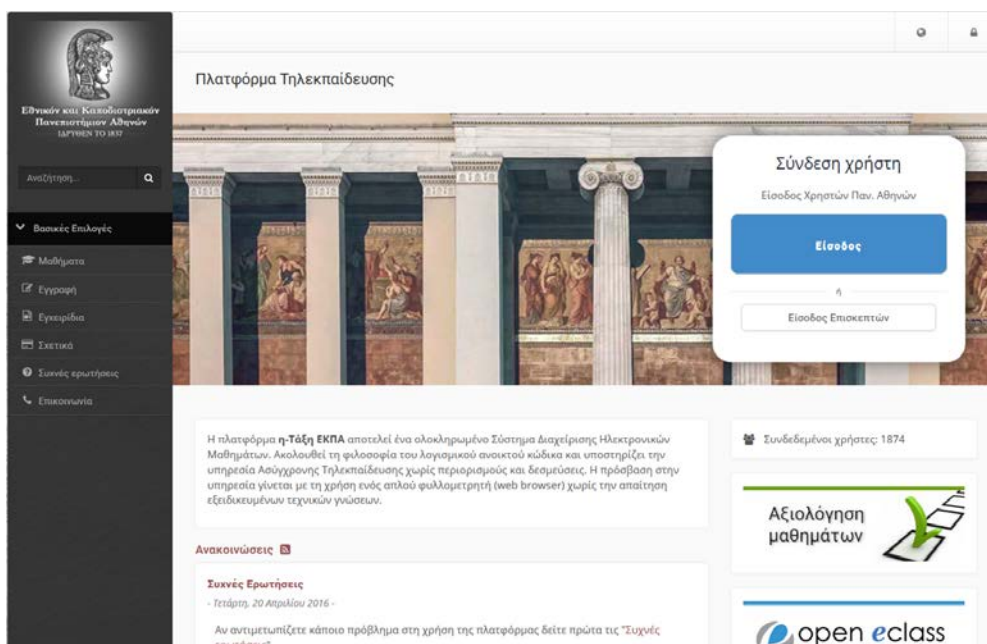 Εθνικόν και Καποδιστριακόν
Πανεπιστήμιον Αθηνών
ΙΔΡΥΘΕΝ ΤΟ 1837
Αναζήτηση...
Βασικές Επιλογές
Μαθήματα
Εγγραφή
Εγχειρίδια
Σχετικά
Συχνές ερωτήσεις
Επικοινωνία
Πλατφόρμα Τηλεκπαίδευσης
Σύνδεση χρήστη
Είσοδος Χρηστών Παν. Αθηνών
Είσοδος
ή
Είσοδος Επισκεπτών
Η πλατφόρμα η-Τάξη ΕΚΠΑ αποτελεί ένα ολοκληρωμένο Σύστημα Διαχείρισης Ηλεκτρονικών
Μαθημάτων. Ακολουθεί τη φιλοσοφία του λογισμικού ανοικτού κώδικα και υποστηρίζει την
υπηρεσία Ασύγχρονης Τηλεκπαίδευσης χωρίς περιορισμούς και δεσμεύσεις. Η πρόσβαση στην
υπηρεσία γίνεται με τη χρήση ενός απλού φυλλομετρητή (web browser) χωρίς την απαίτηση
εξειδικευμένων τεχνικών γνώσεων.
Ανακοινώσεις
Συχνές Ερωτήσεις
- Τετάρτη, 20 Απριλίου 2016 -
Αν αντιμετωπίζετε κάποιο πρόβλημα στη χρήση της πλατφόρμας δείτε πρώτα τις "Συχνές
Συνδεδεμένοι χρήστες: 1874
Αξιολόγηση
μαθημάτων
open eclass